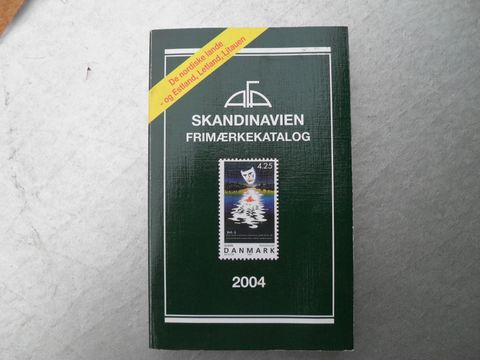 De nordiske lande
- og Estland, Letland, Litauen
AFA
SKANDINAVIEN
FRIMÆRKEKATALOG
4.25
DANMARK
2004